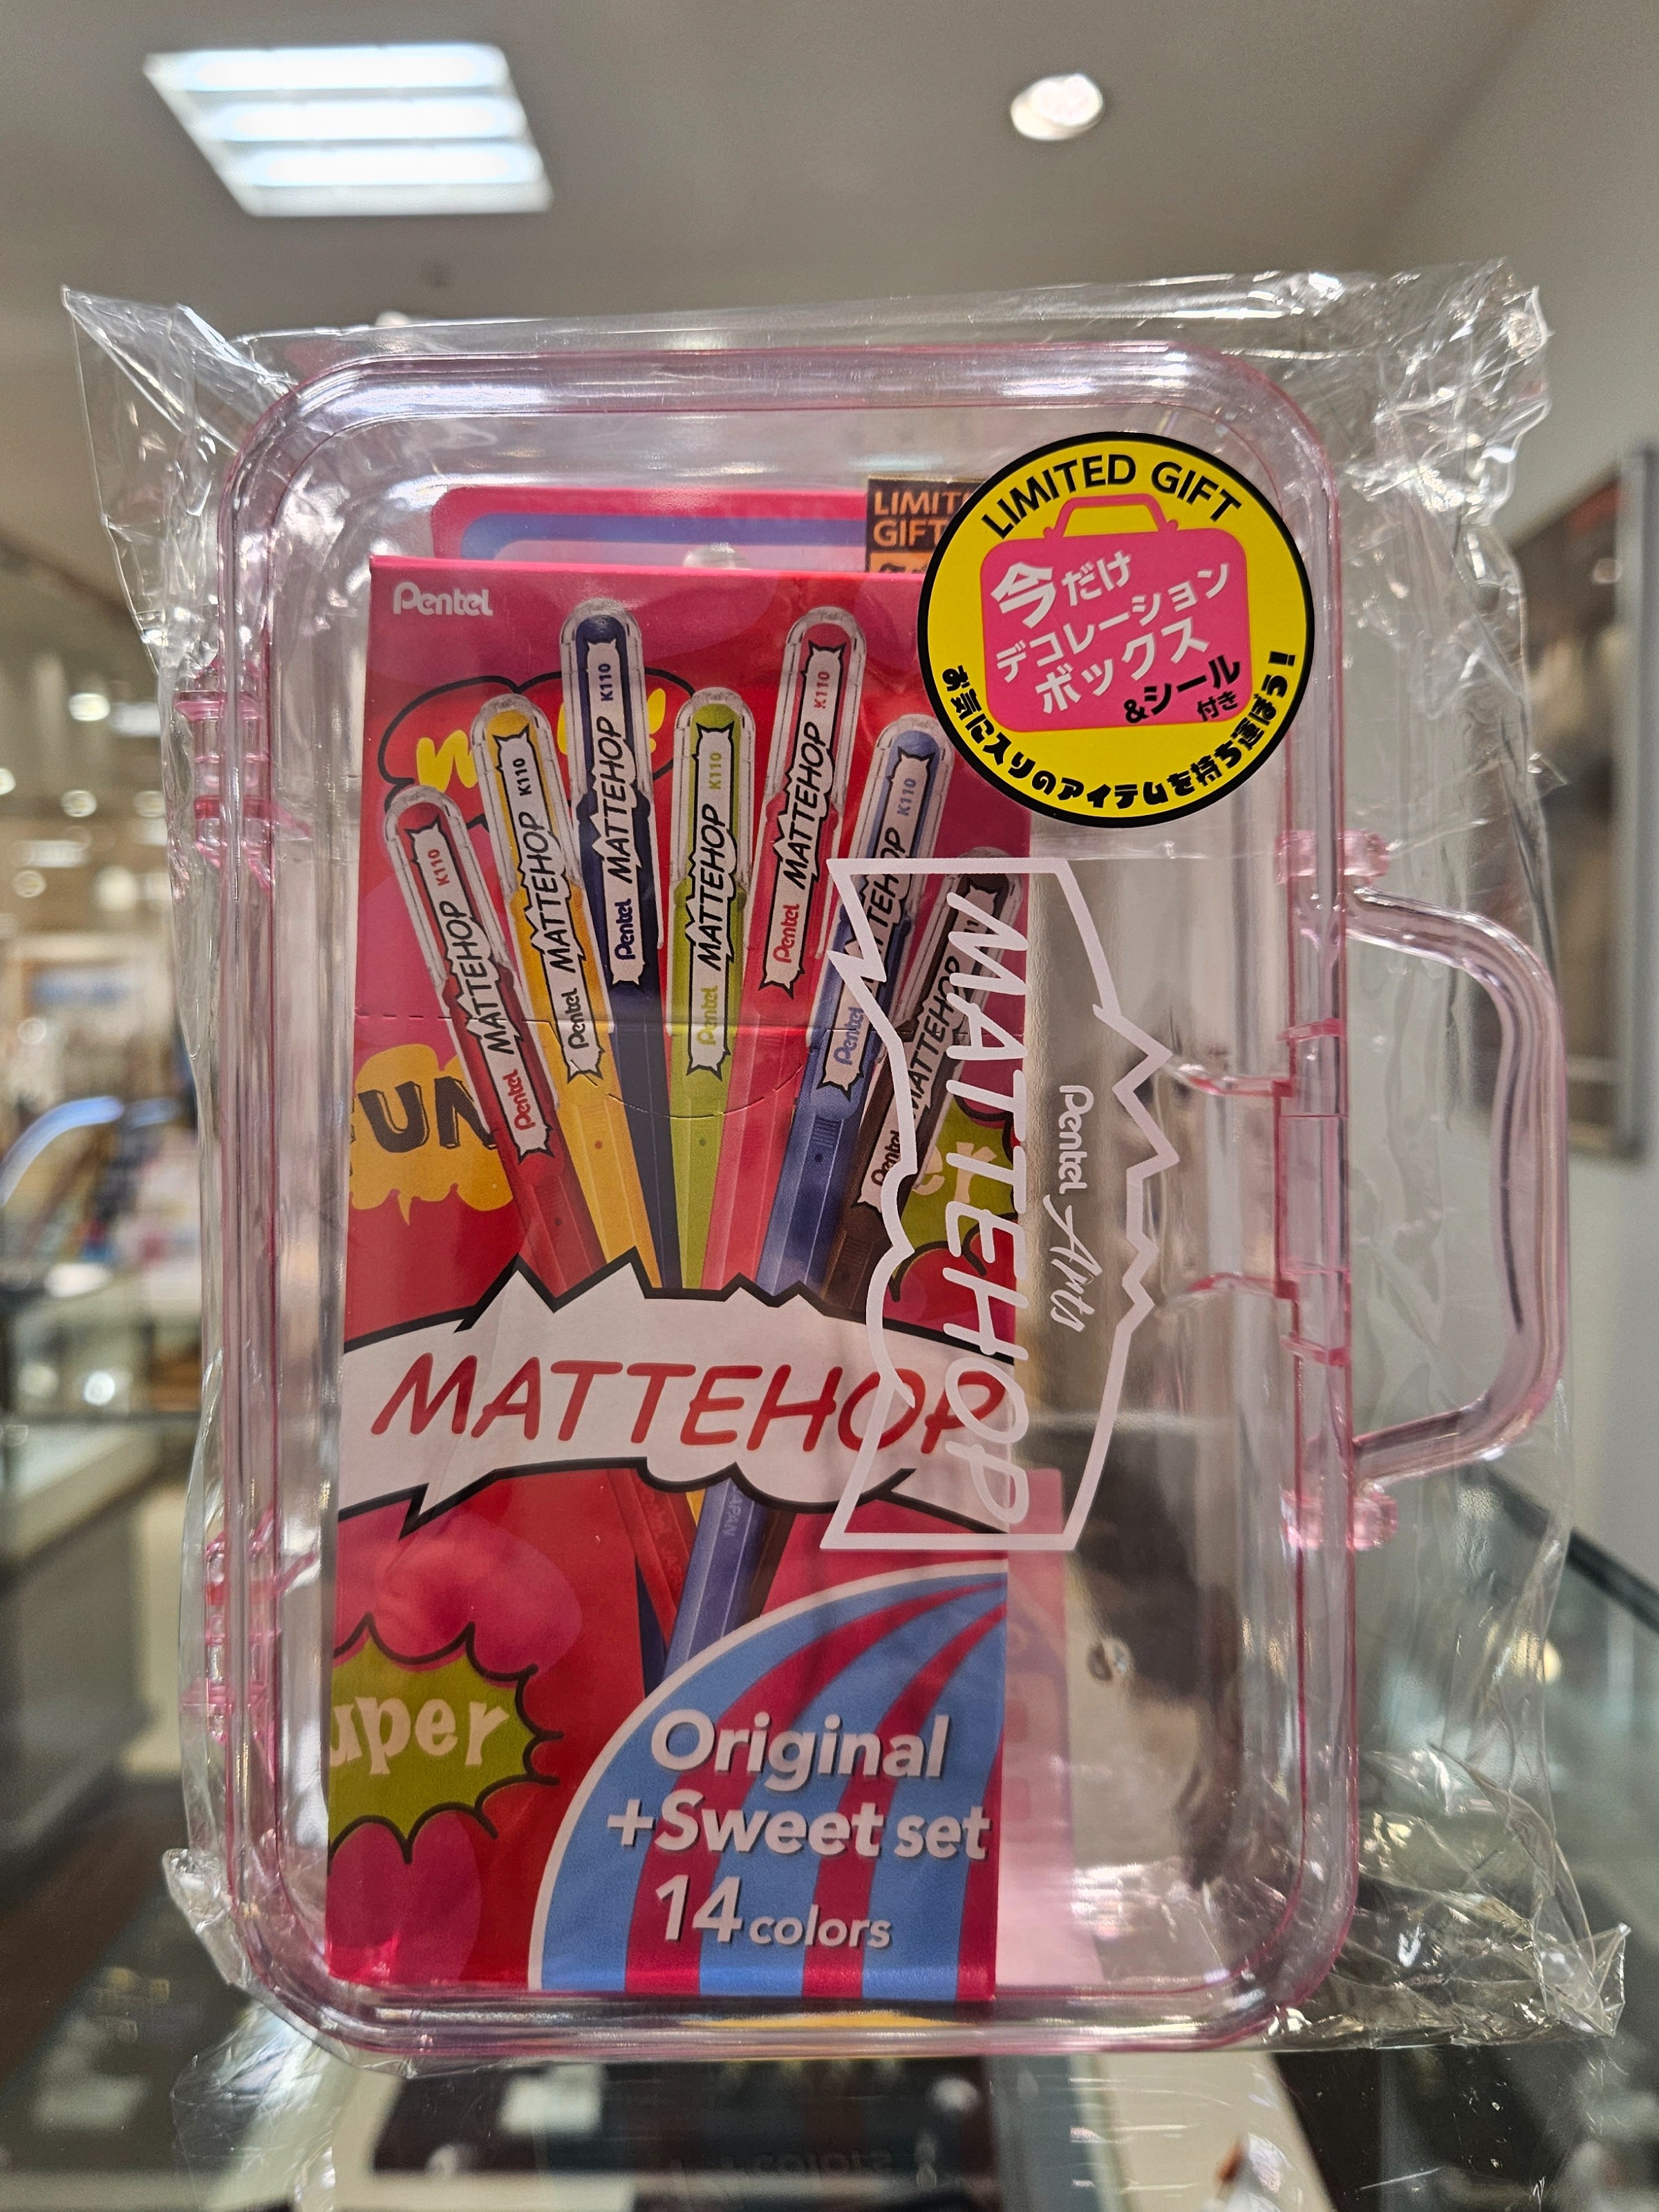 LIMITED GIFT
今だけ
デコレーション
ボックス
&シール
付き
お気に入りのアイテムを持ち運ぼう!
GIFT
Pentel
K110
MATTEHOP
Pentel
K110
MATTEHOP
Pentel
K110
MATTEHOP
Pentel
K110
MATTEHOP
Pentel
K110
MATTEHOP
Pentel
K110
Pentel
MATTEHOP
Pentel
MATTEHOP
Pentel Arts
MATTEHOP
JAPAN
uper
Original
+Sweet set
14 colors